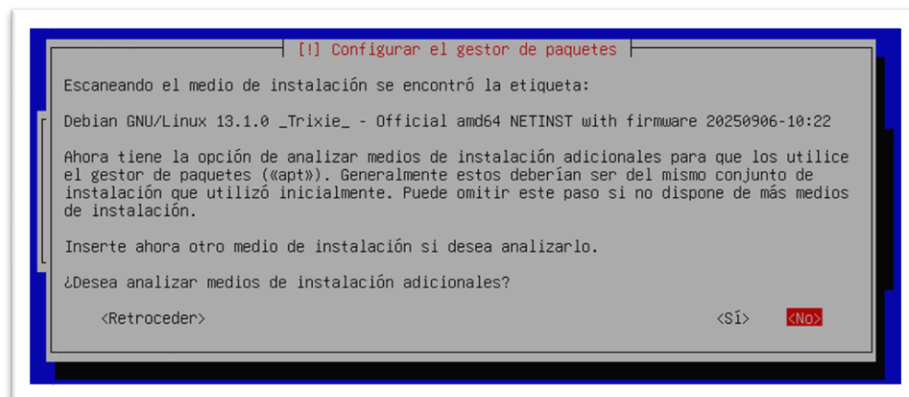 [!] Configurar el gestor de paquetes
Escaneando el medio de instalación se encontró la etiqueta:
Debian GNU/Linux 13.1.0 _Trixie_ - Official amd64 NETINST with firmware 20250906-10:22
Ahora tiene la opción de analizar medios de instalación adicionales para que los utilice
el gestor de paquetes («apt»). Generalmente estos deberían ser del mismo conjunto de
instalación que utilizó inicialmente. Puede omitir este paso si no dispone de más medios
de instalación.
Inserte ahora otro medio de instalación si desea analizarlo.
¿Desea analizar medios de instalación adicionales?
<Retroceder> <Sí> <No>